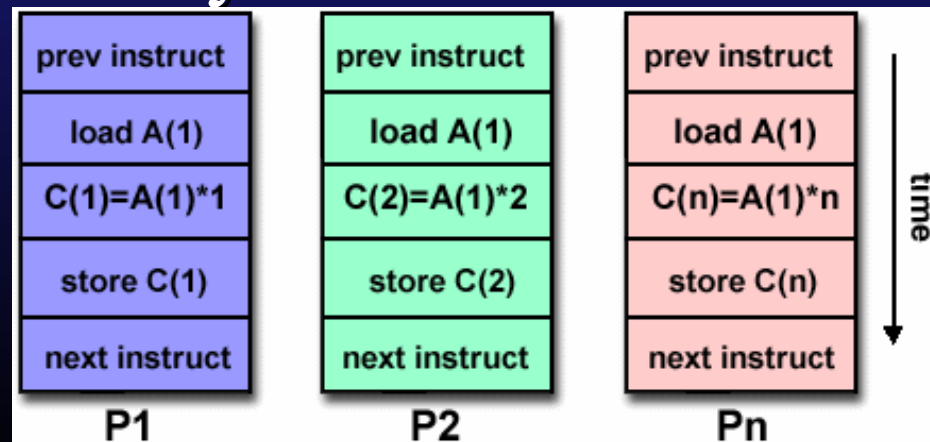 prev instruct
load A(1)
C(1)=A(1)*1
store C(1)
next instruct
P1
prev instruct
load A(1)
C(2)=A(1)*2
store C(2)
next instruct
P2
prev instruct
load A(1)
C(n)=A(1)*n
store C(n)
next instruct
Pn
time